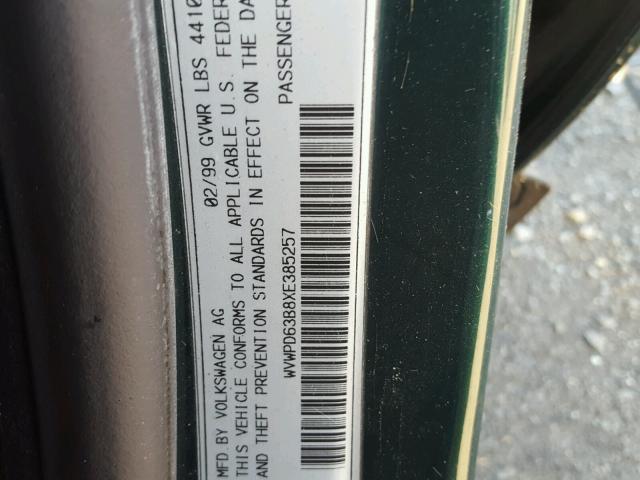 MFD.BY VOLKSWAGEN AG 02/99 GVWR LBS 4410
THIS VEHICLE CONFORMS TO ALL APPLICABLE U.S. FEDER
AND THEFT PREVENTION STANDARDS IN EFFECT ON THE DA
WVWPD63B8XE385257 PASSENGER